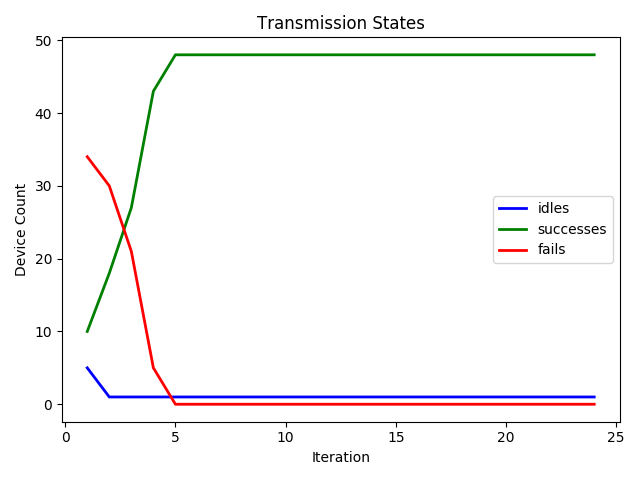 Transmission States
Device Count
50
40
30
20
10
0
idles
successes
fails
0 5 10 15 20 25
Iteration